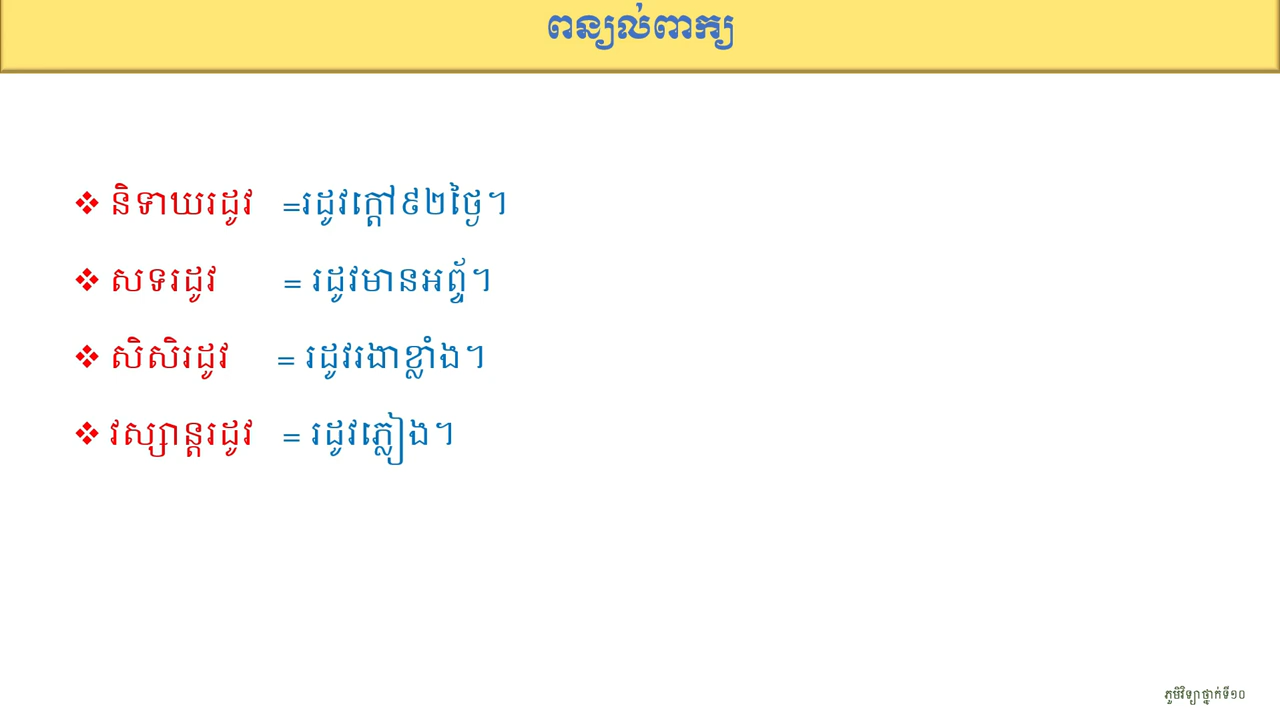 ពន្យល់ពាក្យ
❖ និទាឃរដូវ =រដូវក្តៅ៩២ថ្ងៃ។
❖ សទរដូវ = រដូវមានអព្ទ័។
❖ សិសិរដូវ = រដូវរងាខ្លាំង។
❖ វស្សាន្តរដូវ = រដូវភ្លៀង។
ភូមិវិទ្យាថ្នាក់ទី១០